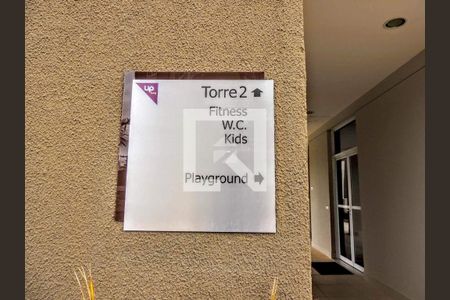 up
Torre 2
Fitness
W.C.
Kids
Playground